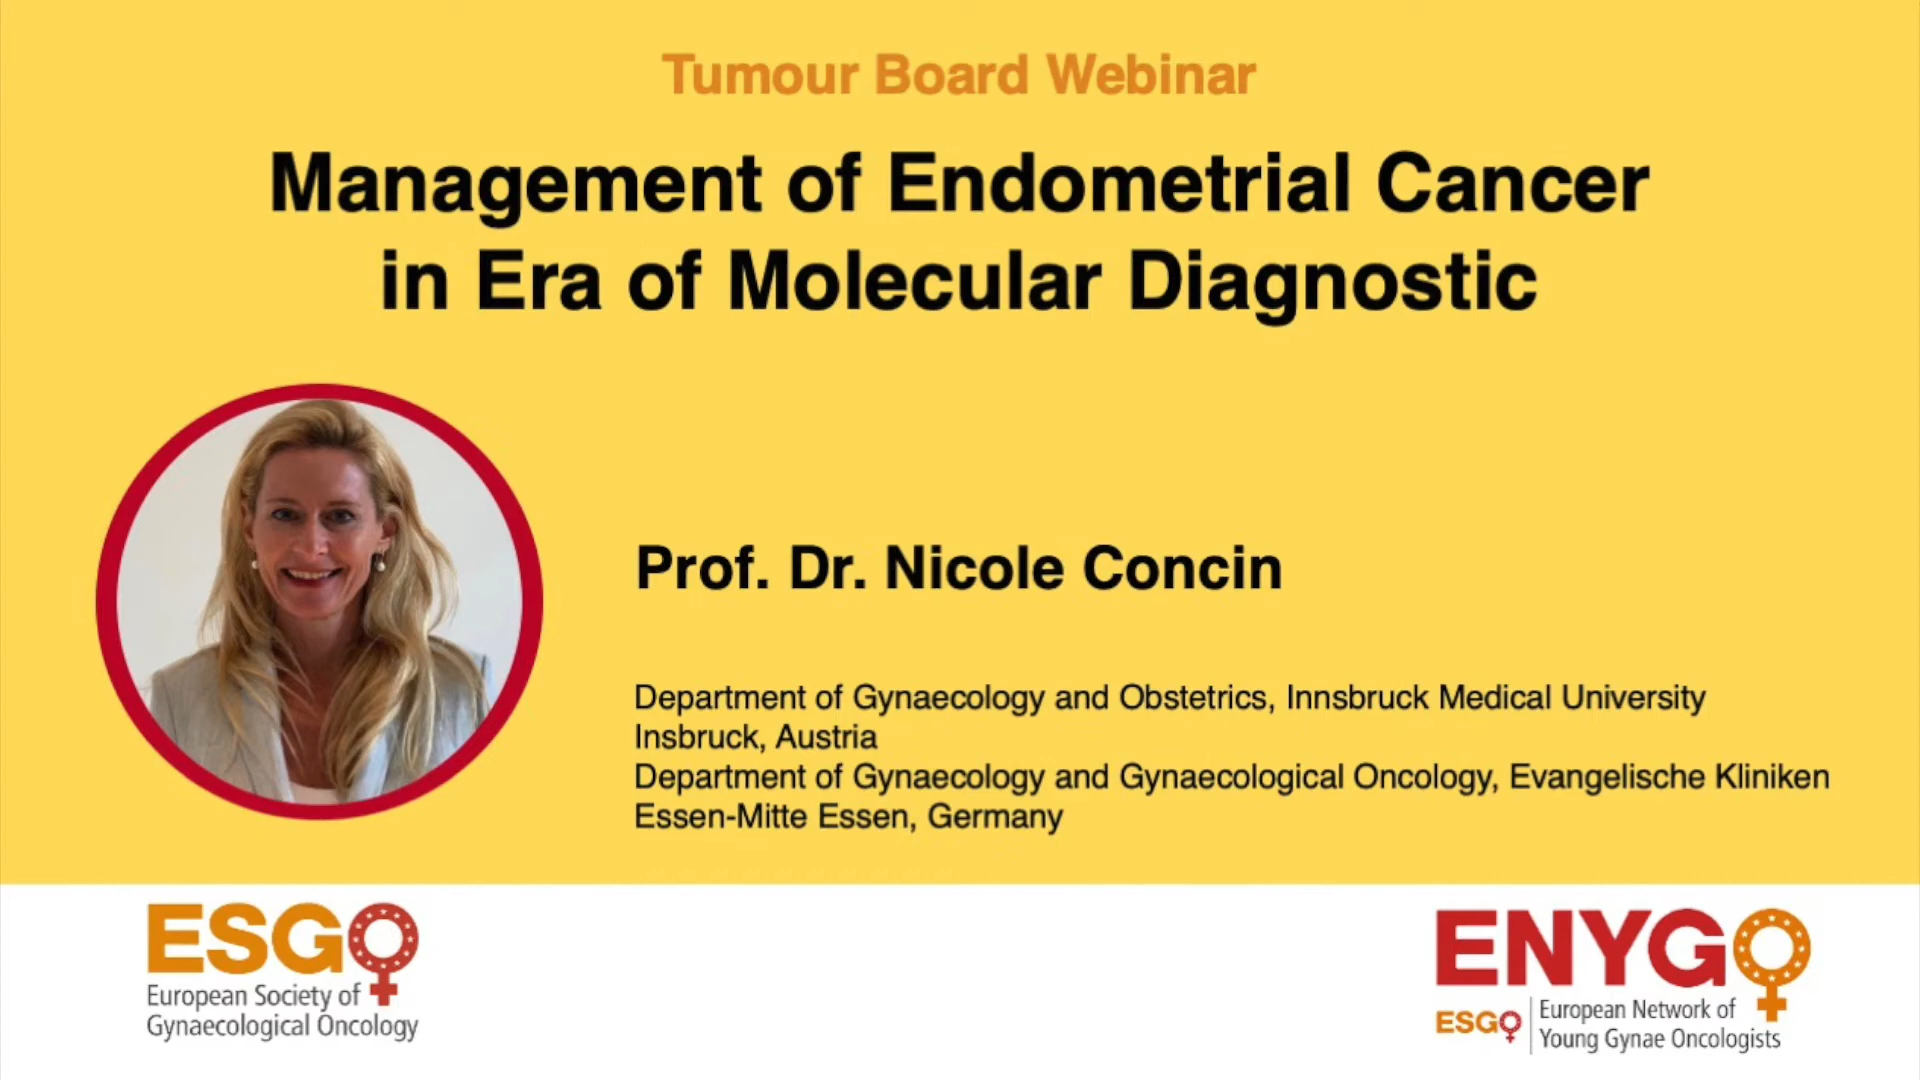 Tumour Board Webinar
Management of Endometrial Cancer
in Era of Molecular Diagnostic
Prof. Dr. Nicole Concin
Department of Gynaecology and Obstetrics, Innsbruck Medical University
Insbruck, Austria
Department of Gynaecology and Gynaecological Oncology, Evangelische Kliniken
Essen-Mitte Essen, Germany
ESGO
European Society of
Gynaecological Oncology
ENYGO
ESGO
European Network of
Young Gynae Oncologists